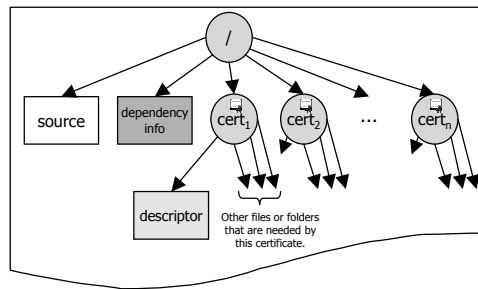 /
source
dependency
info
cert1
cert2
...
certn
descriptor
Other files or folders
that are needed by
this certificate.